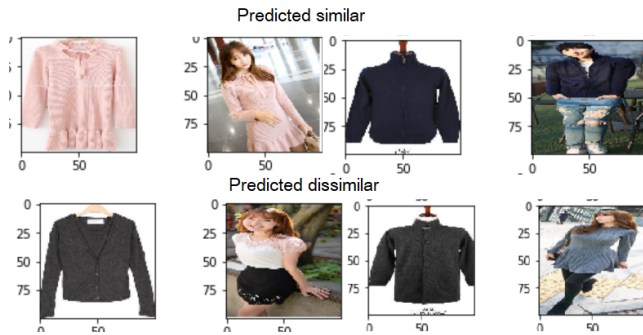 Predicted similar
0 0 0
25 25 25
50 50 50
75 75 75
0 50 0 50 0 50 0 50
Predicted dissimilar
0 0
25 25 25 25
50 50 50 50
75 75 75 75
0 50 0 50 0 50 0 50